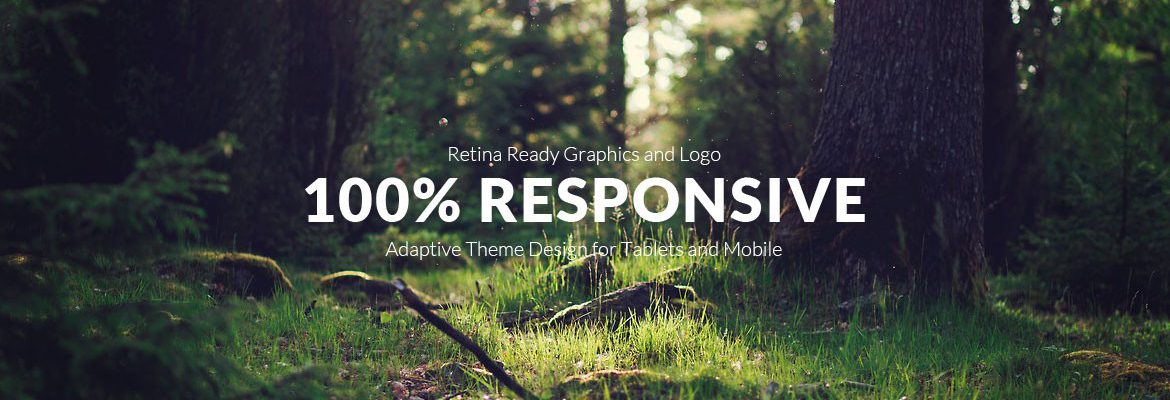 Retina Ready Graphics and Logo
100% RESPONSIVE
Adaptive Theme Design for Tablets and Mobile